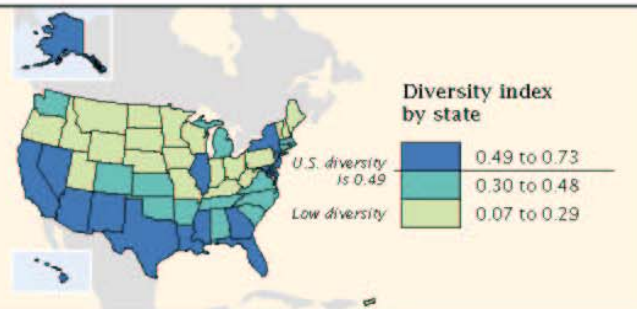 Diversity index
by state
U.S. diversity
is 0.49
0.49 to 0.73
0.30 to 0.48
Low diversity
0.07 to 0.29